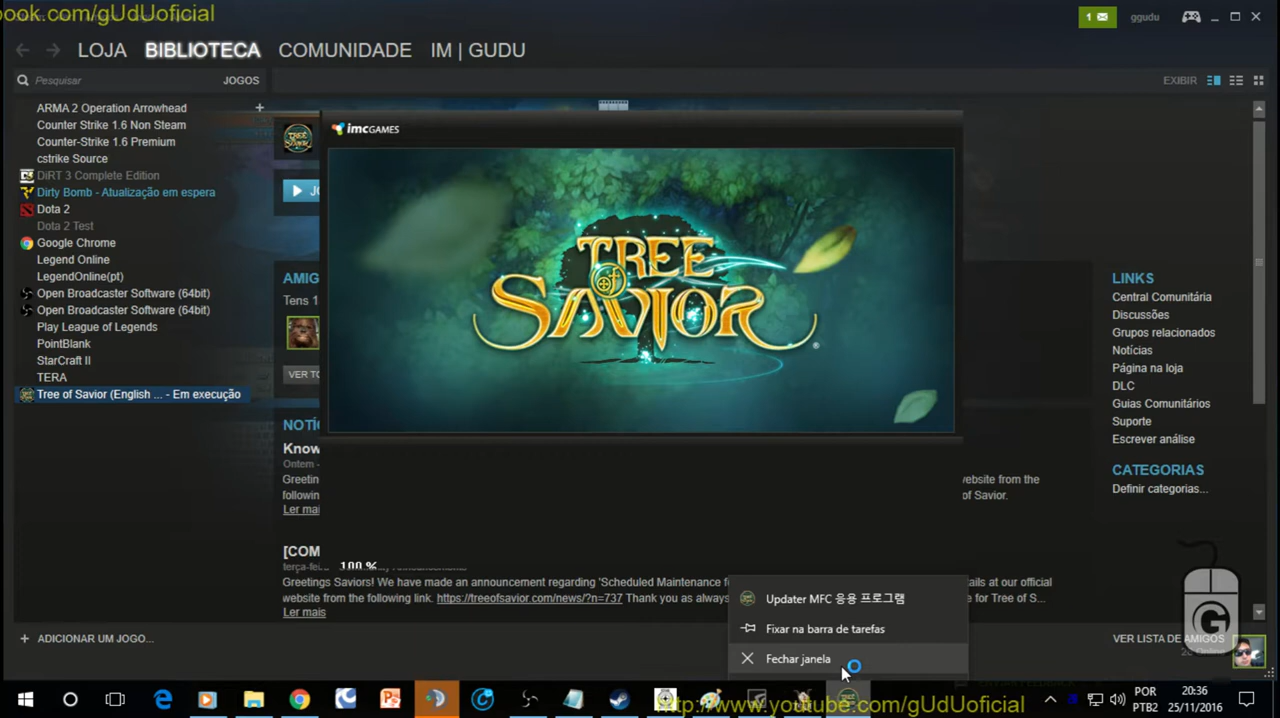 book.com/gUdUoficial
1
ggudu
LOJA BIBLIOTECA COMUNIDADE IM | GUDU
Pesquisar JOGOS
EXIBIR
ARMA 2 Operation Arrowhead
Counter Strike 1.6 Non Steam
Counter-Strike 1.6 Premium
cstrike Source
DiRT 3 Complete Edition
Dirty Bomb - Atualização em espera
Dota 2
Dota 2 Test
Google Chrome
Legend Online
LegendOnline(pt)
Open Broadcaster Software (64bit)
Open Broadcaster Software (64bit)
Play League of Legends
PointBlank
StarCraft II
TERA
Tree of Savior (English ... - Em execução
imcGAMES
TREE
of
SAVIOR
®
TREE
SAVIOR
JO
AMIG
Tens 1
VER TO
NOTÍC
Know
Ontem -
Greetin
following
Ler mai
website from the
of Savior.
[COM
terça-fei
100 %
Greetings Saviors! We have made an announcement regarding 'Scheduled Maintenance f
ails at our official
website from the following link. https://treeofsavior.com/news/?n=737 Thank you as always
e for Tree of S...
Ler mais
LINKS
Central Comunitária
Discussões
Grupos relacionados
Notícias
Página na loja
DLC
Guias Comunitários
Suporte
Escrever análise
CATEGORIAS
Definir categorias...
Updater MFC 응용 프로그램
Fixar na barra de tarefas
Fechar janela
ADICIONAR UM JOGO...
VER LISTA DE AMIGOS
G
POR
PTB2
20:36
25/11/2016
http://www.youtube.com/gUdUoficial